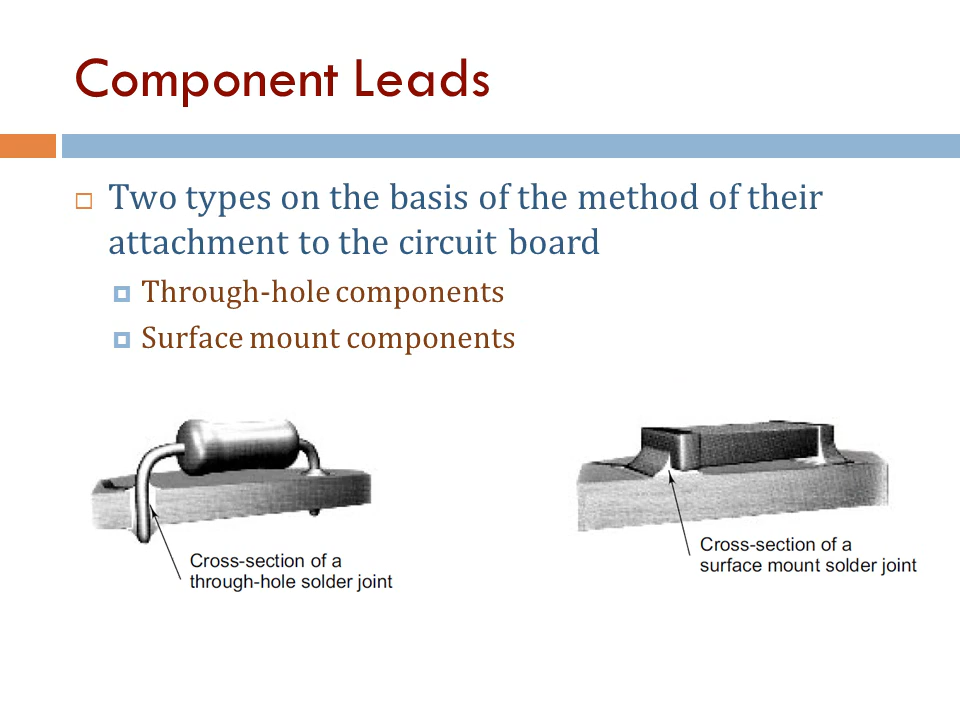 Component Leads
Two types on the basis of the method of their
attachment to the circuit board
Through-hole components
Surface mount components
Cross-section of a
through-hole solder joint
Cross-section of a
surface mount solder joint